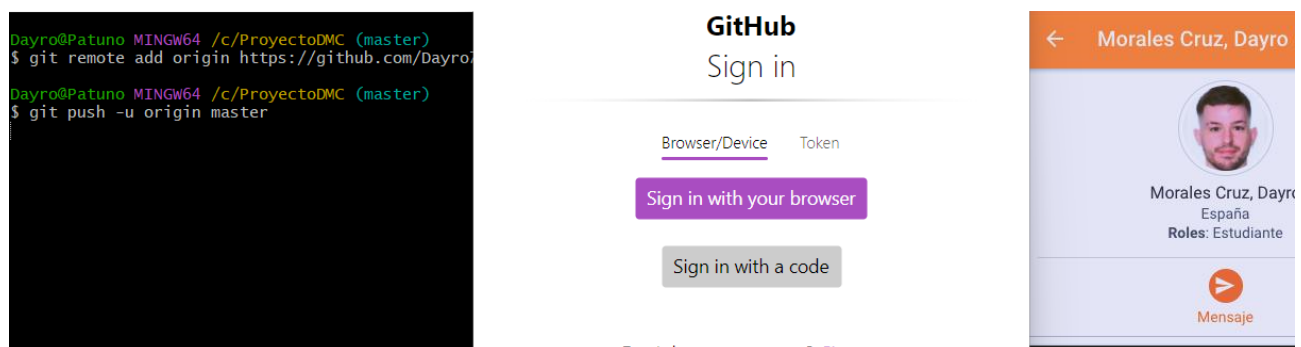 Dayro@Patuno MINGW64 /c/ProyectoDMC (master)
$ git remote add origin https://github.com/Dayro
Dayro@Patuno MINGW64 /c/ProyectoDMC (master)
$ git push -u origin master
GitHub
Sign in
Browser/Device Token
Sign in with your browser
Sign in with a code
Morales Cruz, Dayro
Morales Cruz, Dayro
España
Roles: Estudiante
Mensaje